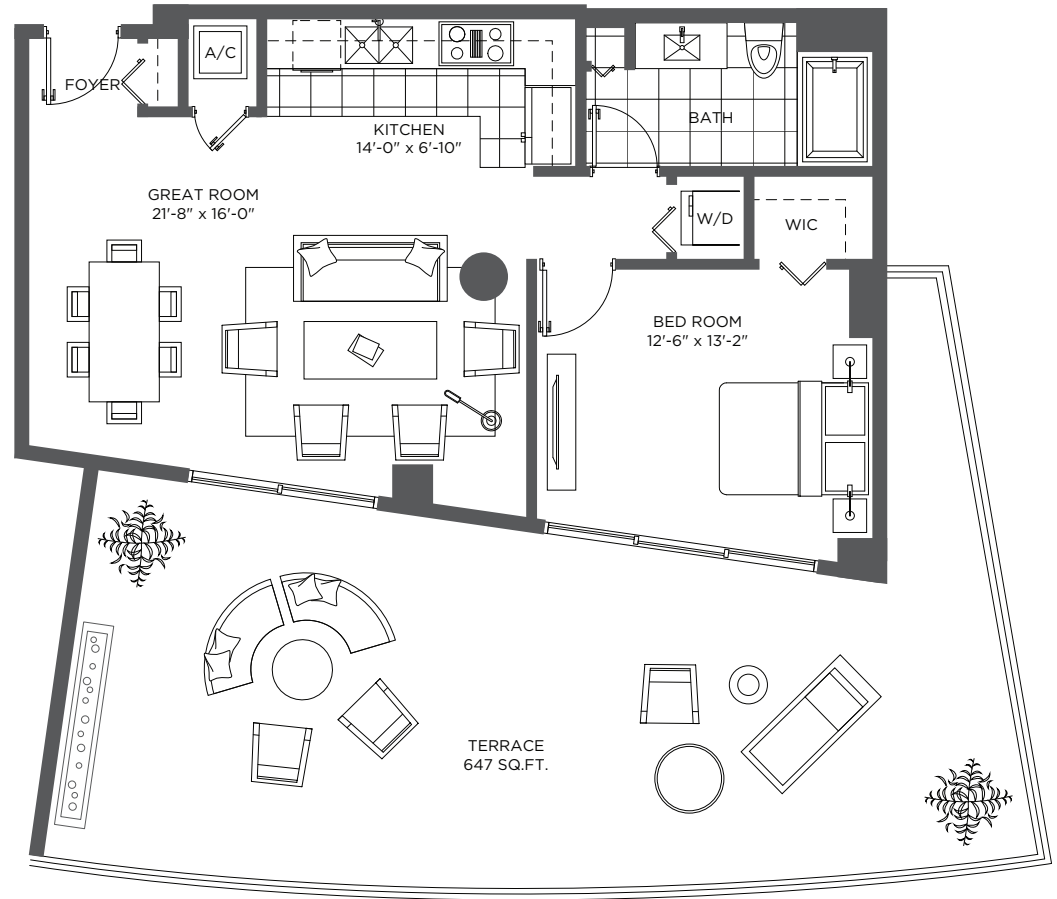 A/C
FOYER
KITCHEN
14'-0" x 6'-10"
BATH
GREAT ROOM
21'-8" x 16'-0"
W/D
WIC
BED ROOM
12'-6" x 13'-2"
TERRACE
647 SQ.FT.